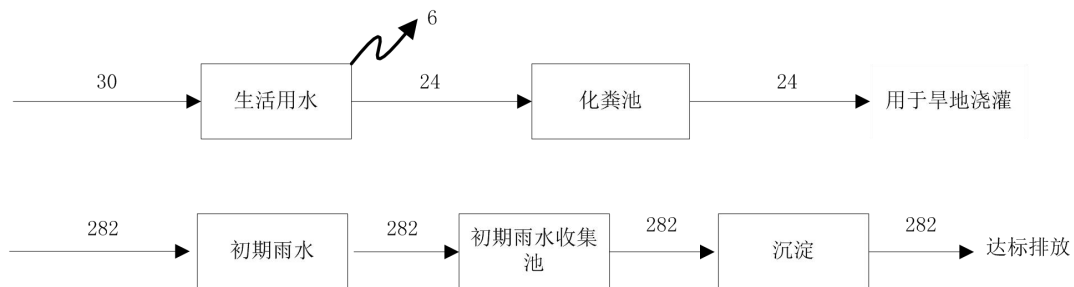 6
30
生活用水
24
化粪池
24
用于旱地浇灌
282
初期雨水
282
初期雨水收集
池
282
沉淀
282
达标排放